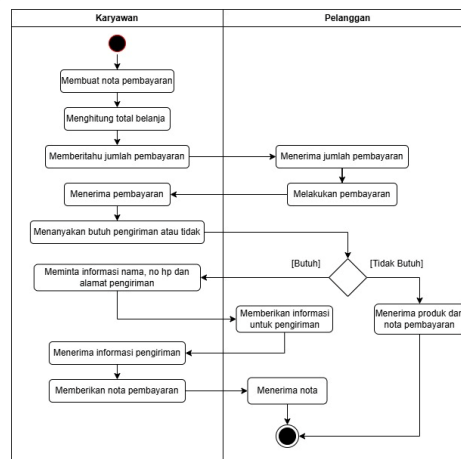 Karyawan
Pelanggan
Membuat nota pembayaran
Menghitung total belanja
Memberitahu jumlah pembayaran
Menerima jumlah pembayaran
Menerima pembayaran
Melakukan pembayaran
Menanyakan butuh pengiriman atau tidak
[Butuh]
[Tidak Butuh]
Meminta informasi nama, no hp dan
alamat pengiriman
Memberikan informasi
untuk pengiriman
Menerima produk dan
nota pembayaran
Menerima informasi pengiriman
Memberikan nota pembayaran
Menerima nota